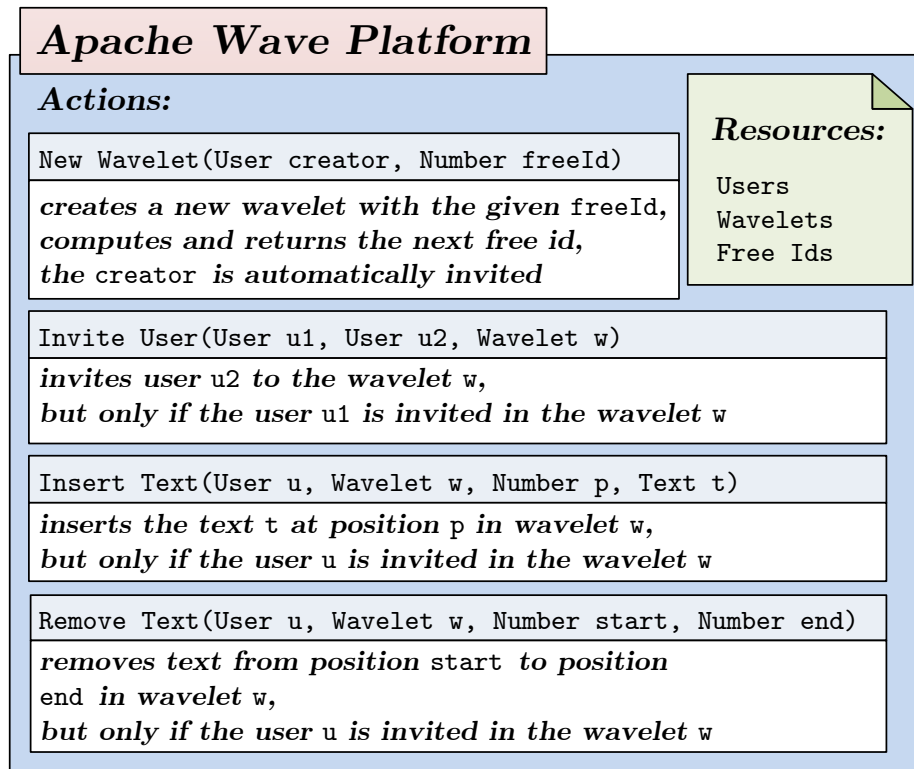 Apache Wave Platform
Actions:
New Wavelet(User creator, Number freeId)
creates a new wavelet with the given freeId,
computes and returns the next free id,
the creator is automatically invited
Resources:
Users
Wavelets
Free Ids
Invite User(User u1, User u2, Wavelet w)
invites user u2 to the wavelet w,
but only if the user u1 is invited in the wavelet w
Insert Text(User u, Wavelet w, Number p, Text t)
inserts the text t at position p in wavelet w,
but only if the user u is invited in the wavelet w
Remove Text(User u, Wavelet w, Number start, Number end)
removes text from position start to position
end in wavelet w,
but only if the user u is invited in the wavelet w